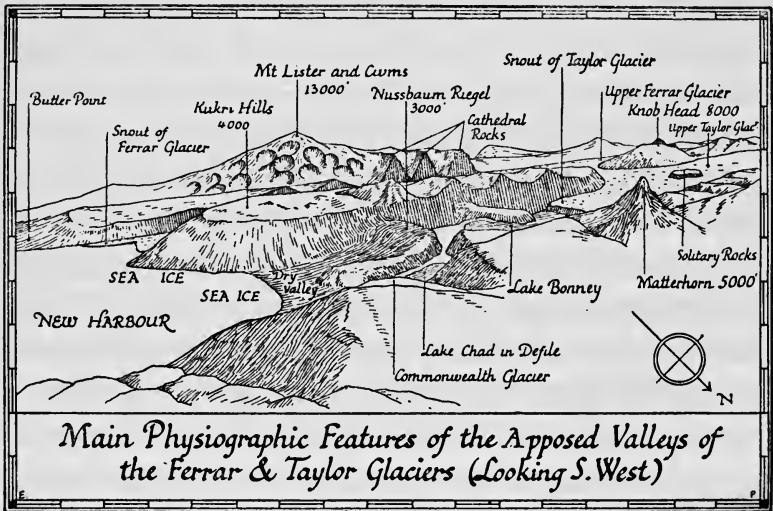 Mt Lister and Cwms
13000'
Snout of Taylor Glacier
Butter Point
Kukri Hills
4000
Nussbaum Riegel
3000'
Upper Ferrar Glacier
Knob Head 8000
Upper Taylor Glacr
Snout of
Ferrar Glacier
Cathedral
Rocks
Solitary Rocks
SEA ICE
SEA ICE
Dry
valley
Lake Bonney
Matterhorn 5000'
NEW HARBOUR
Lake Chad in Defile
Commonwealth Glacier
N
Main Physiographic Features of the Apposed Valleys of
the Ferrar & Taylor Glaciers (Looking S. West)
E.
P.